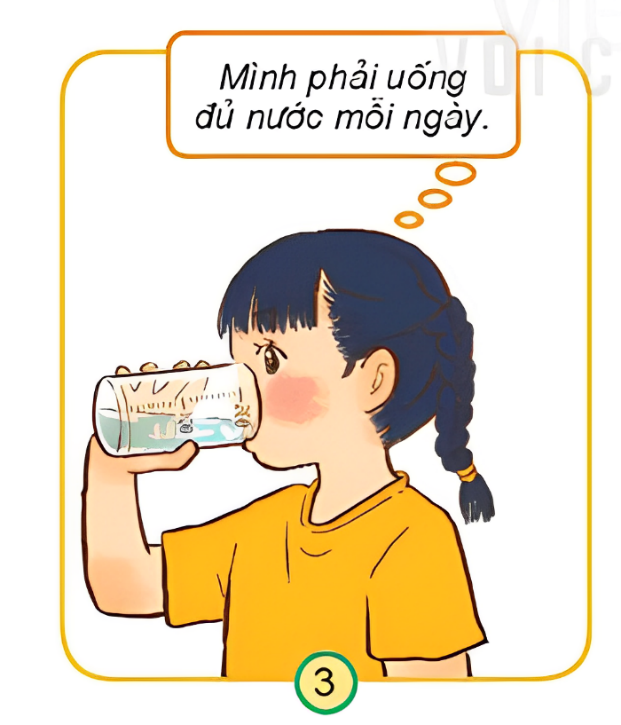 Mình phải uống
đủ nước mỗi ngày.
3